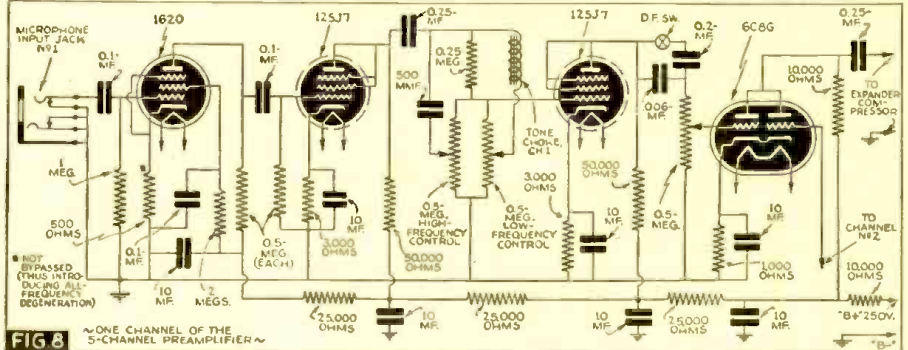 MICROPHONE
INPUT JACK
Nº1
0.1-
MF.
1620
0.1-
MF.
12SJ7
0.25-
MF.
0.25
MEG.
500
MMF.
TONE
CHOKE,
CH.1
12SJ7
D.F. SW.
0.2-
MF.
.006-
MF.
6C8G
10,000
OHMS
0.25-
MF.
TO
EXPANDER-
COMPRESSOR
1
MEG.
500
OHMS
0.1-
MF.
10
MF.
2
MEGS.
0.5-
MEG.
(EACH)
3,000
OHMS
10
MF.
50,000
OHMS
0.5-
MEG.
HIGH-
FREQUENCY
CONTROL
0.5-
MEG.
LOW-
FREQUENCY
CONTROL
3,000
OHMS
10
MF.
50,000
OHMS
0.5-
MEG.
10
MF.
1,000
OHMS
TO
CHANNEL
Nº2
10,000
OHMS
* NOT
BYPASSED
(THUS INTRO-
DUCING ALL-
FREQUENCY
DEGENERATION)
25,000
OHMS
10
MF.
25,000
OHMS
10
MF.
25,000
OHMS
10
MF.
"B+" 250V.
"B-"
FIG.8
~ONE CHANNEL OF THE
5-CHANNEL PREAMPLIFIER~